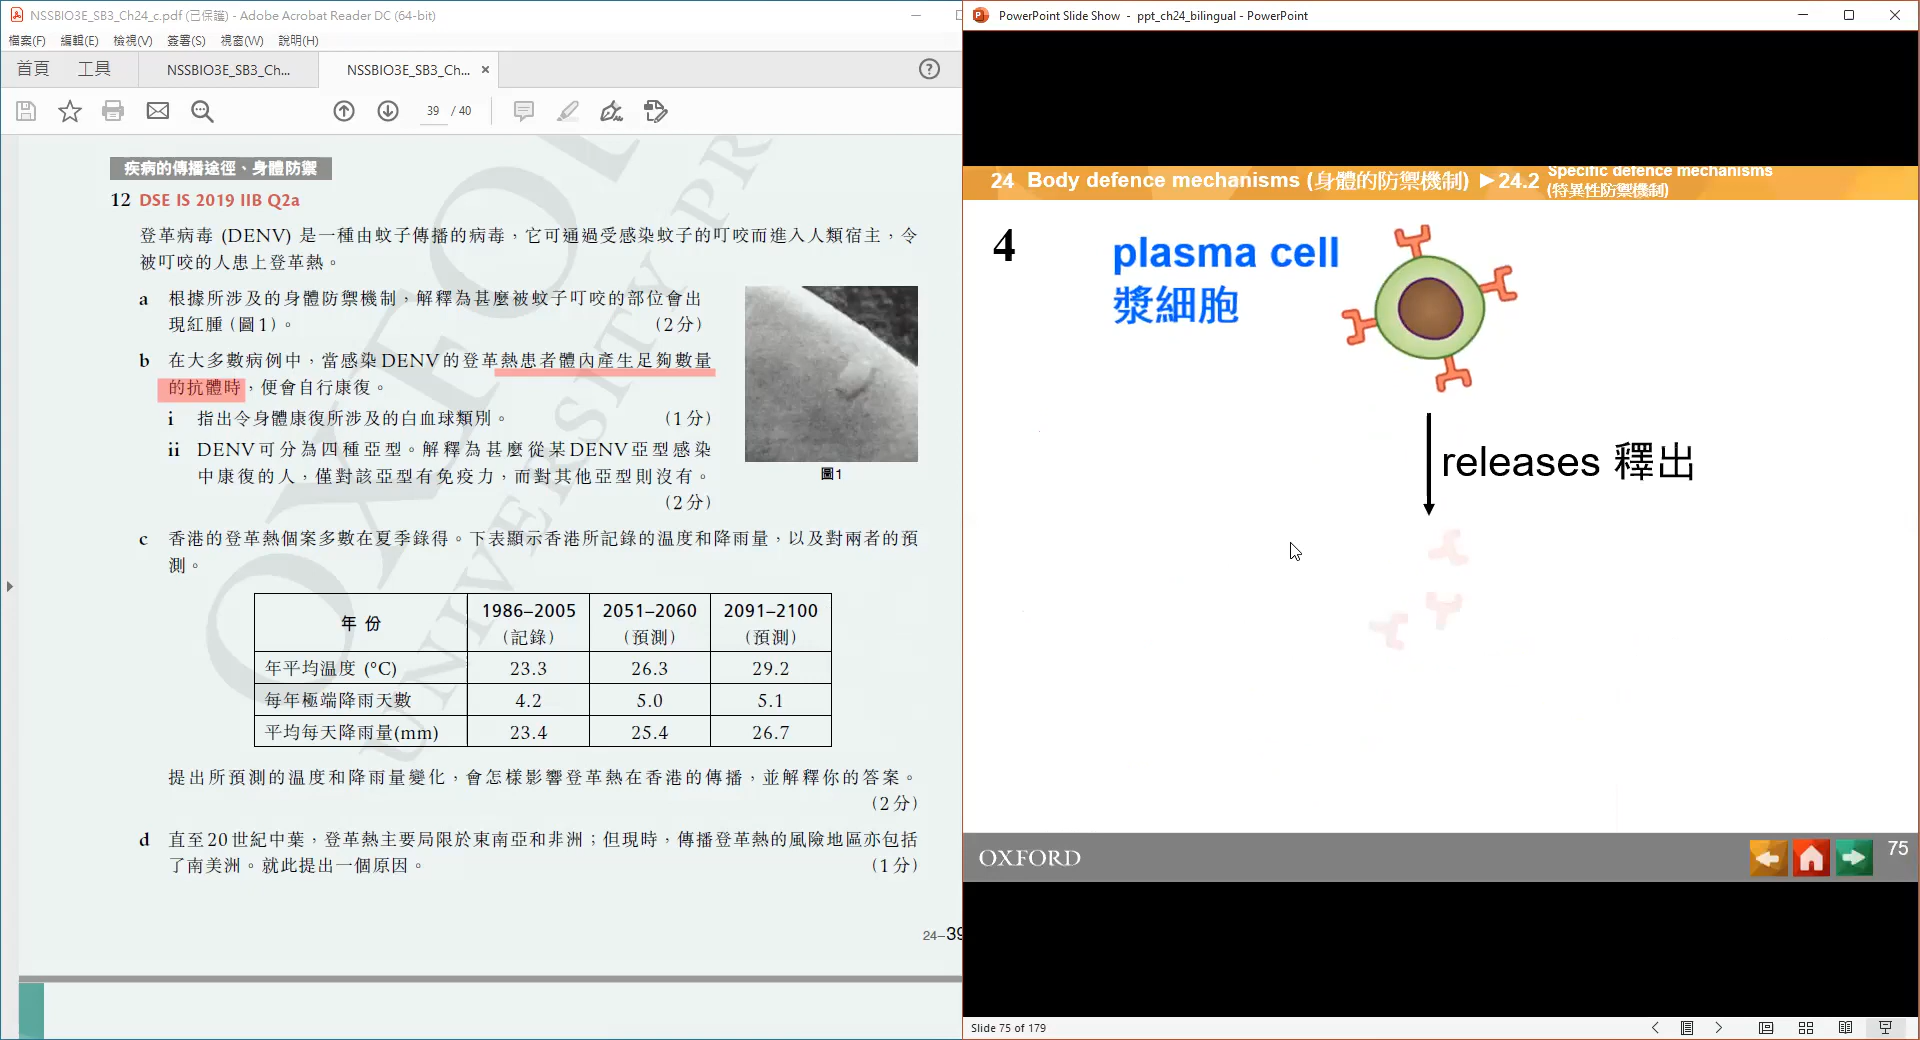 NSSBIO3E_SB3_Ch24_c.pdf (已保護) - Adobe Acrobat Reader DC (64-bit)
檔案(F) 編輯(E) 檢視(V) 簽署(S) 視窗(W) 說明(H)
首頁 工具 NSSBIO3E_SB3_Ch... NSSBIO3E_SB3_Ch... ×
39 / 40
疾病的傳播途徑、身體防禦
12 DSE IS 2019 IIB Q2a
登革病毒 (DENV) 是一種由蚊子傳播的病毒，它可通過受感染蚊子的叮咬而進入人類宿主，令
被叮咬的人患上登革熱。
a 根據所涉及的身體防禦機制，解釋為甚麼被蚊子叮咬的部位會出
現紅腫（圖1）。 （2分）
b 在大多數病例中，當感染DENV的登革熱患者體內產生足夠數量
的抗體時，便會自行康復。
i 指出令身體康復所涉及的白血球類別。 （1分）
ii DENV可分為四種亞型。解釋為甚麼從某DENV亞型感染
中康復的人，僅對該亞型有免疫力，而對其他亞型則沒有。
（2分）
圖1
c 香港的登革熱個案多數在夏季錄得。下表顯示香港所記錄的温度和降雨量，以及對兩者的預
測。
年份 1986–2005（記錄） 2051–2060（預測） 2091–2100（預測）
年平均温度 (°C) 23.3 26.3 29.2
每年極端降雨天數 4.2 5.0 5.1
平均每天降雨量(mm) 23.4 25.4 26.7
提出所預測的温度和降雨量變化，會怎樣影響登革熱在香港的傳播，並解釋你的答案。
（2分）
d 直至20世紀中葉，登革熱主要局限於東南亞和非洲；但現時，傳播登革熱的風險地區亦包括
了南美洲。就此提出一個原因。 （1分）
24–39
OXFOR
UNIVERSITY PR
PowerPoint Slide Show - ppt_ch24_bilingual - PowerPoint
24 Body defence mechanisms (身體的防禦機制) ►24.2 Specific defence mechanisms
(特異性防禦機制)
4
plasma cell
漿細胞
releases 釋出
OXFORD
75
Slide 75 of 179